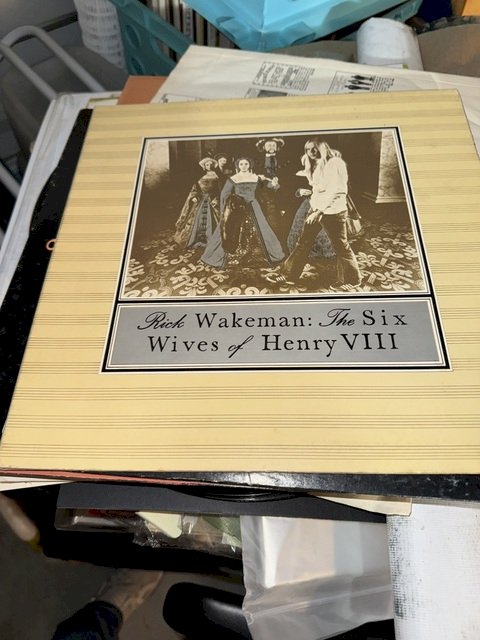 Rick Wakeman: The Six
Wives of Henry VIII